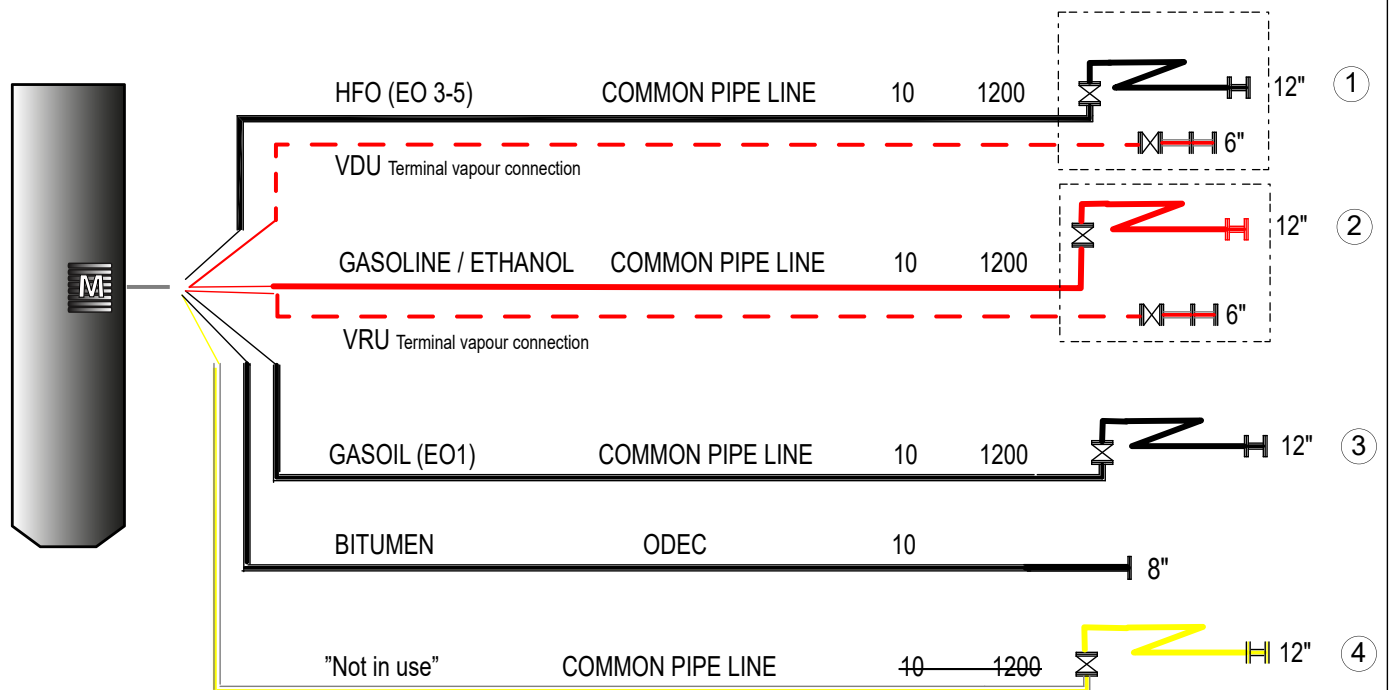 HFO (EO 3-5) COMMON PIPE LINE 10 1200 12" 1
VDU Terminal vapour connection 6"
M
GASOLINE / ETHANOL COMMON PIPE LINE 10 1200 12" 2
VRU Terminal vapour connection 6"
GASOIL (EO1) COMMON PIPE LINE 10 1200 12" 3
BITUMEN ODEC 10 8"
”Not in use” COMMON PIPE LINE 10 1200 12" 4